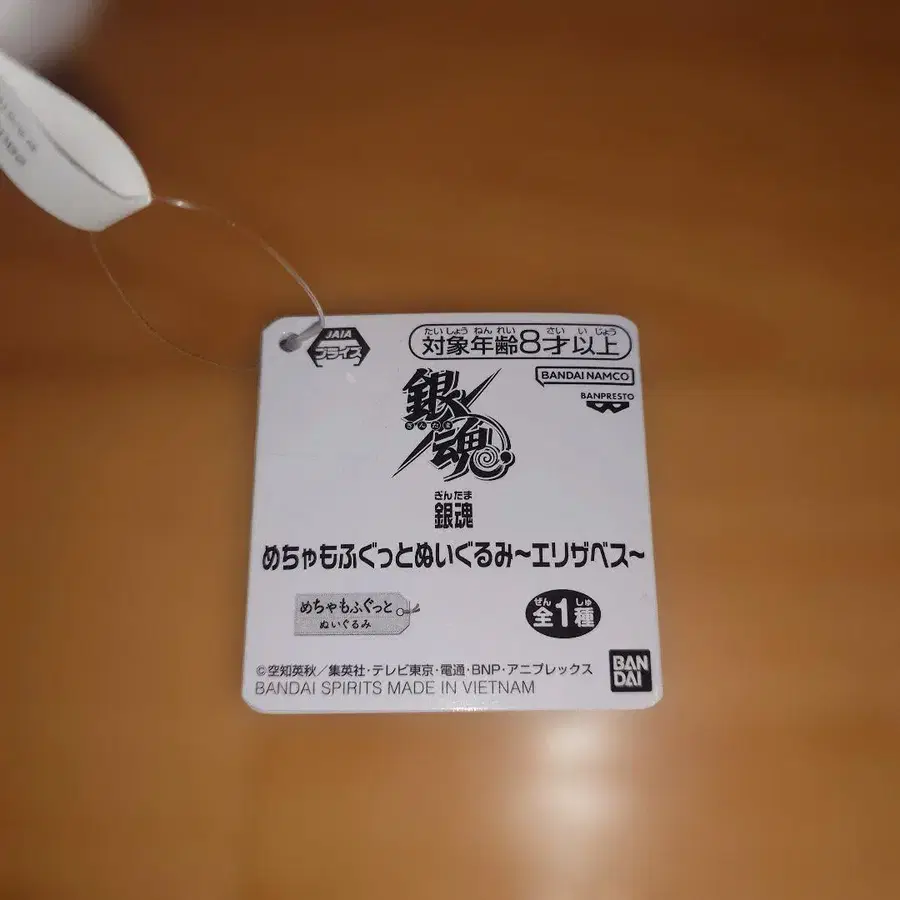 JAIA
プライズ
たいしょうねんれい さいいじょう
対象年齢8才以上
BANDAI NAMCO
BANPRESTO
銀魂
ぎんたま
ぎんたま
銀魂
めちゃもふぐっとぬいぐるみ~エリザベス~
めちゃもふぐっと
ぬいぐるみ
ぜん しゅ
全1種
©空知英秋/集英社・テレビ東京・電通・BNP・アニプレックス
BANDAI SPIRITS MADE IN VIETNAM
BAN
DAI